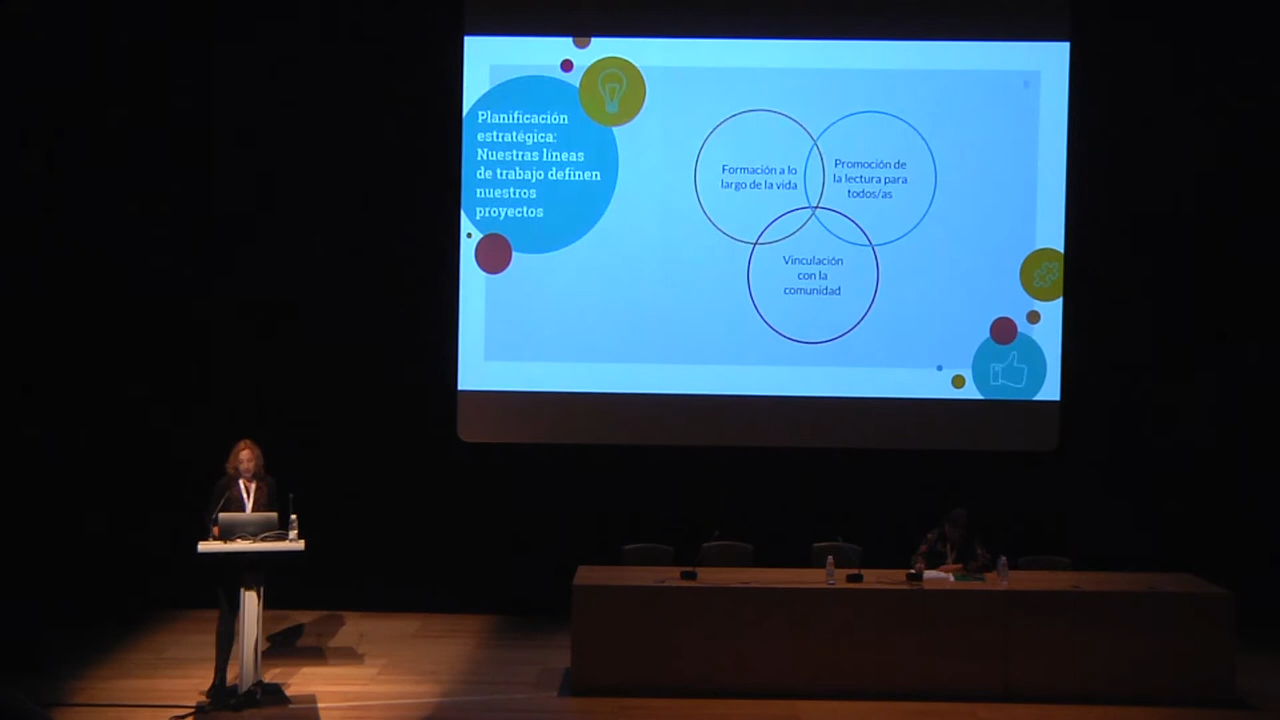 Planificación
estratégica:
Nuestras líneas
de trabajo definen
nuestros
proyectos
Formación a lo
largo de la vida
Promoción de
la lectura para
todos/as
Vinculación
con la
comunidad